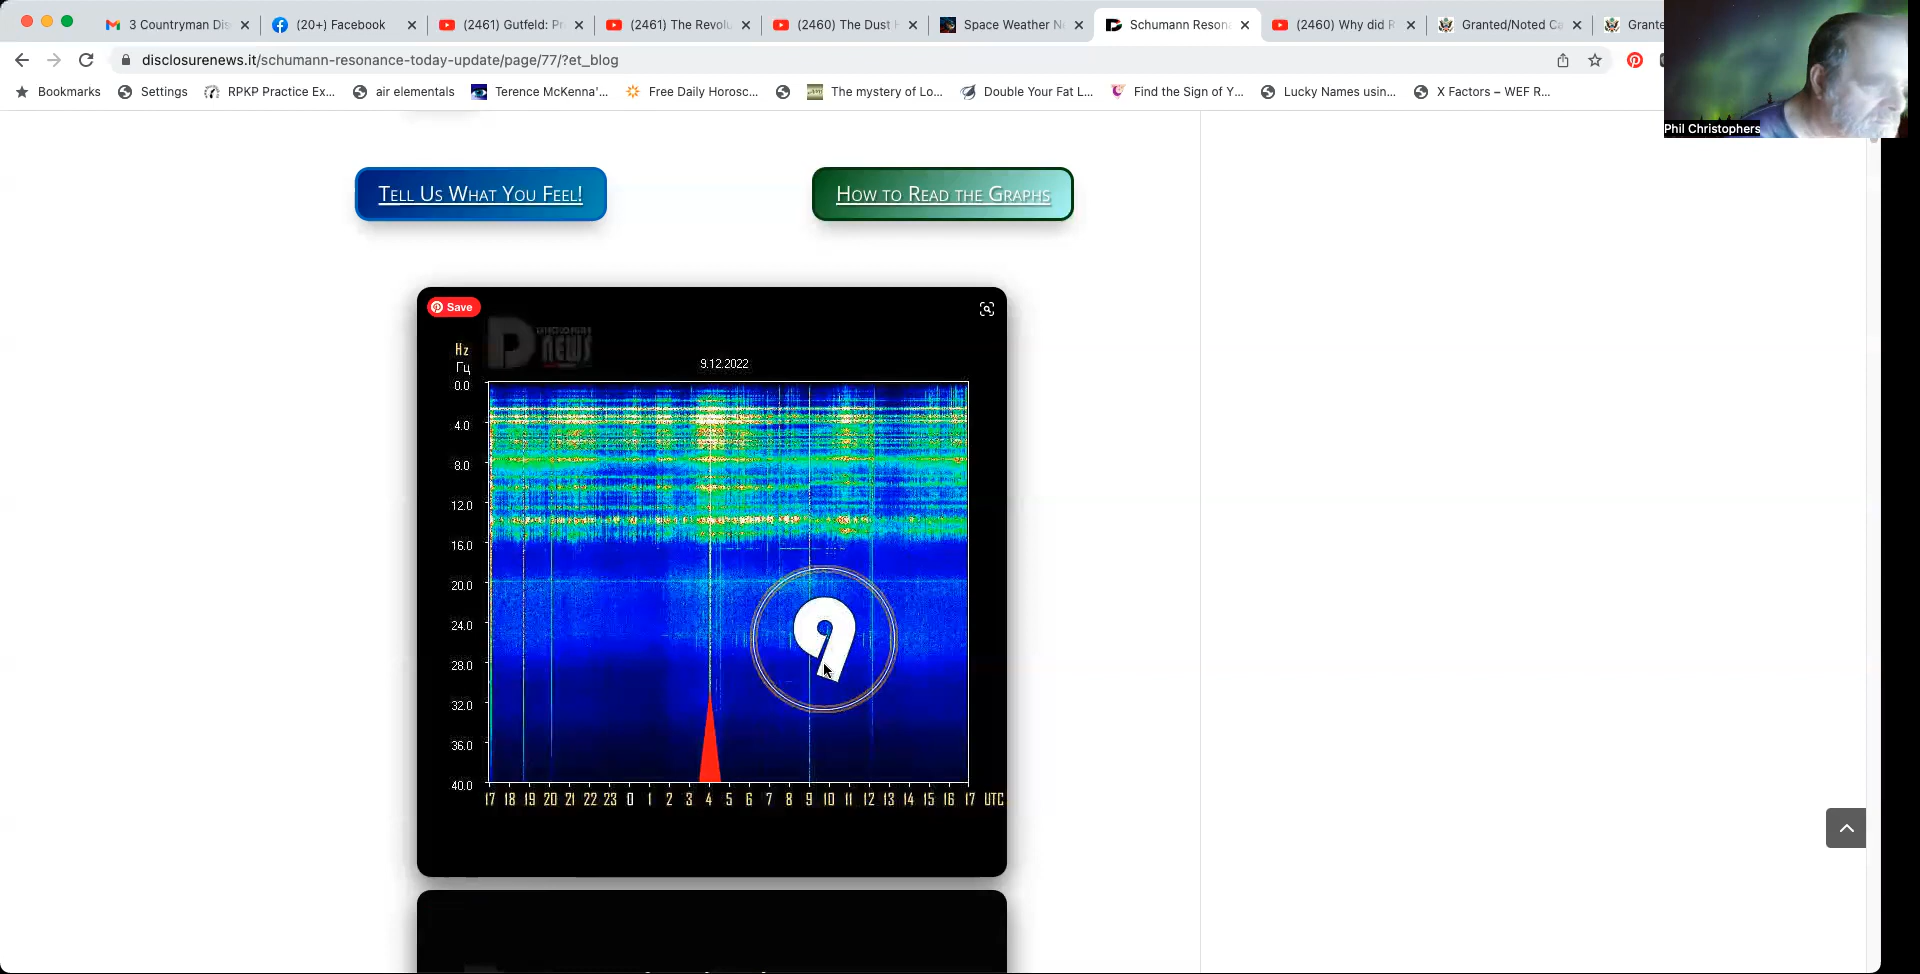 3 Countryman Dis
(20+) Facebook
(2461) Gutfeld: Pr
(2461) The Revolu
(2460) The Dust
Space Weather N
Schumann Reson
(2460) Why did R
Granted/Noted Ca
Grante
disclosurenews.it/schumann-resonance-today-update/page/77/?et_blog
Bookmarks
Settings
RPKP Practice Ex...
air elementals
Terence McKenna'...
Free Daily Horosc...
The mystery of Lo...
Double Your Fat L...
Find the Sign of Y...
Lucky Names usin...
X Factors – WEF R...
Phil Christophers
Tell Us What You Feel!
How to Read the Graphs
Save
D NEWS
Hz
Гц
9.12.2022
0.0
4.0
8.0
12.0
16.0
20.0
24.0
28.0
32.0
36.0
40.0
9
17 18 19 20 21 22 23 0 1 2 3 4 5 6 7 8 9 10 11 12 13 14 15 16 17 UTC